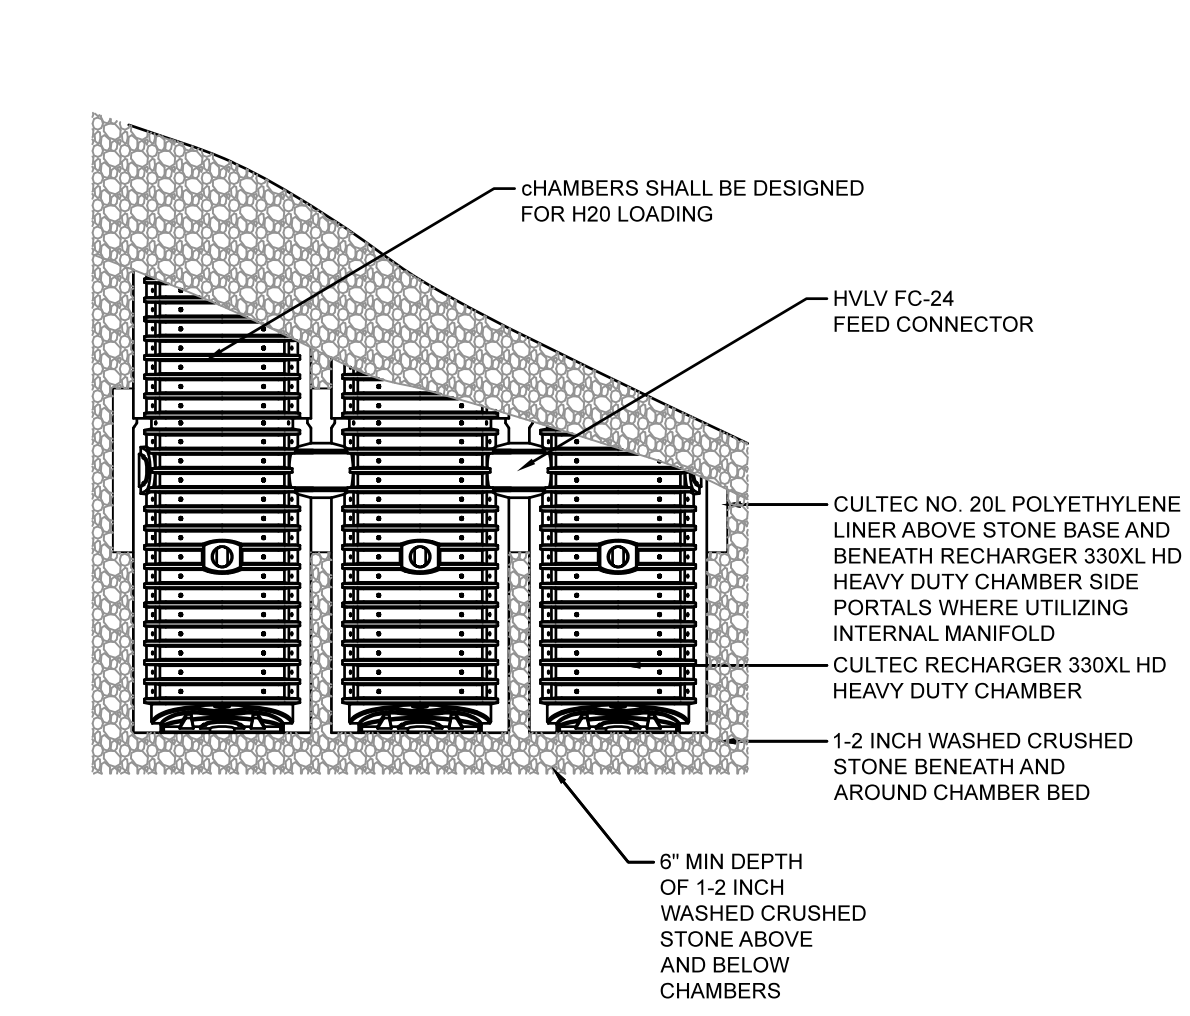 cHAMBERS SHALL BE DESIGNED
FOR H20 LOADING
HVLV FC-24
FEED CONNECTOR
CULTEC NO. 20L POLYETHYLENE
LINER ABOVE STONE BASE AND
BENEATH RECHARGER 330XL HD
HEAVY DUTY CHAMBER SIDE
PORTALS WHERE UTILIZING
INTERNAL MANIFOLD
CULTEC RECHARGER 330XL HD
HEAVY DUTY CHAMBER
1-2 INCH WASHED CRUSHED
STONE BENEATH AND
AROUND CHAMBER BED
6" MIN DEPTH
OF 1-2 INCH
WASHED CRUSHED
STONE ABOVE
AND BELOW
CHAMBERS